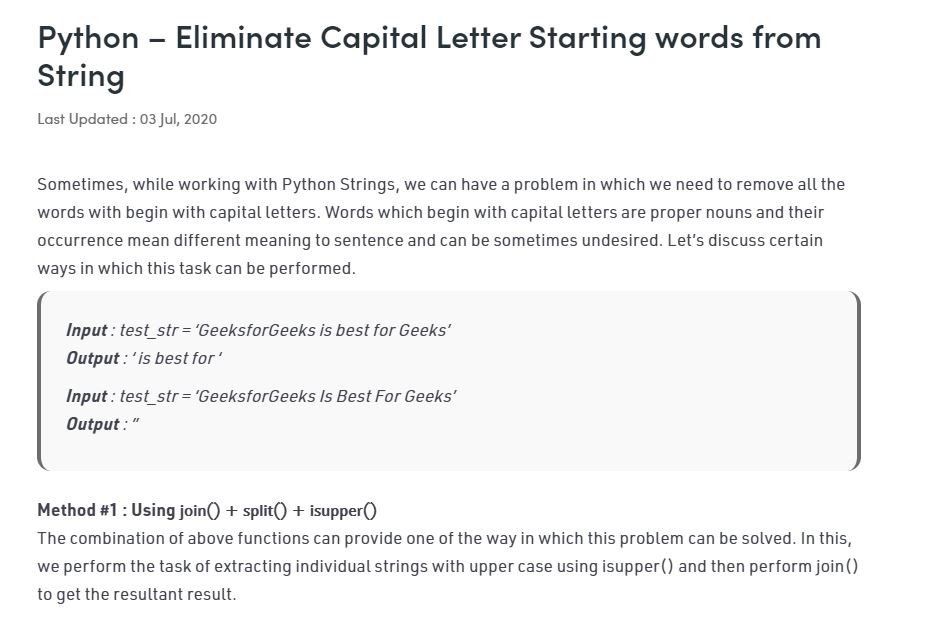 Python – Eliminate Capital Letter Starting words from
String
Last Updated : 03 Jul, 2020
Sometimes, while working with Python Strings, we can have a problem in which we need to remove all the
words with begin with capital letters. Words which begin with capital letters are proper nouns and their
occurrence mean different meaning to sentence and can be sometimes undesired. Let’s discuss certain
ways in which this task can be performed.
Input : test_str = ‘GeeksforGeeks is best for Geeks’
Output : ‘ is best for ‘
Input : test_str = ‘GeeksforGeeks Is Best For Geeks’
Output : ”
Method #1 : Using join() + split() + isupper()
The combination of above functions can provide one of the way in which this problem can be solved. In this,
we perform the task of extracting individual strings with upper case using isupper() and then perform join()
to get the resultant result.